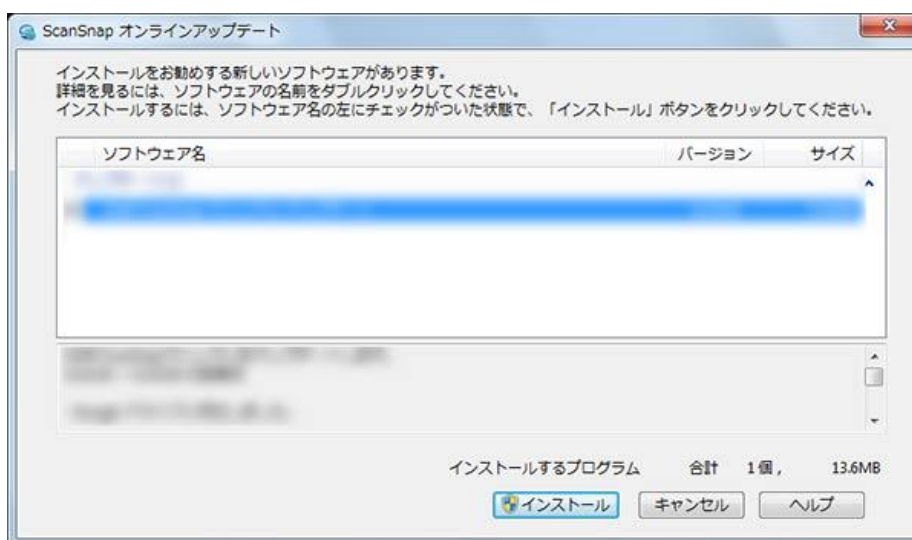 ScanSnap オンラインアップデート
インストールをお勧めする新しいソフトウェアがあります。
詳細を見るには、ソフトウェアの名前をダブルクリックしてください。
インストールするには、ソフトウェア名の左にチェックがついた状態で、「インストール」ボタンをクリックしてください。
ソフトウェア名 バージョン サイズ
インストールするプログラム 合計 1個, 13.6MB
インストール キャンセル ヘルプ